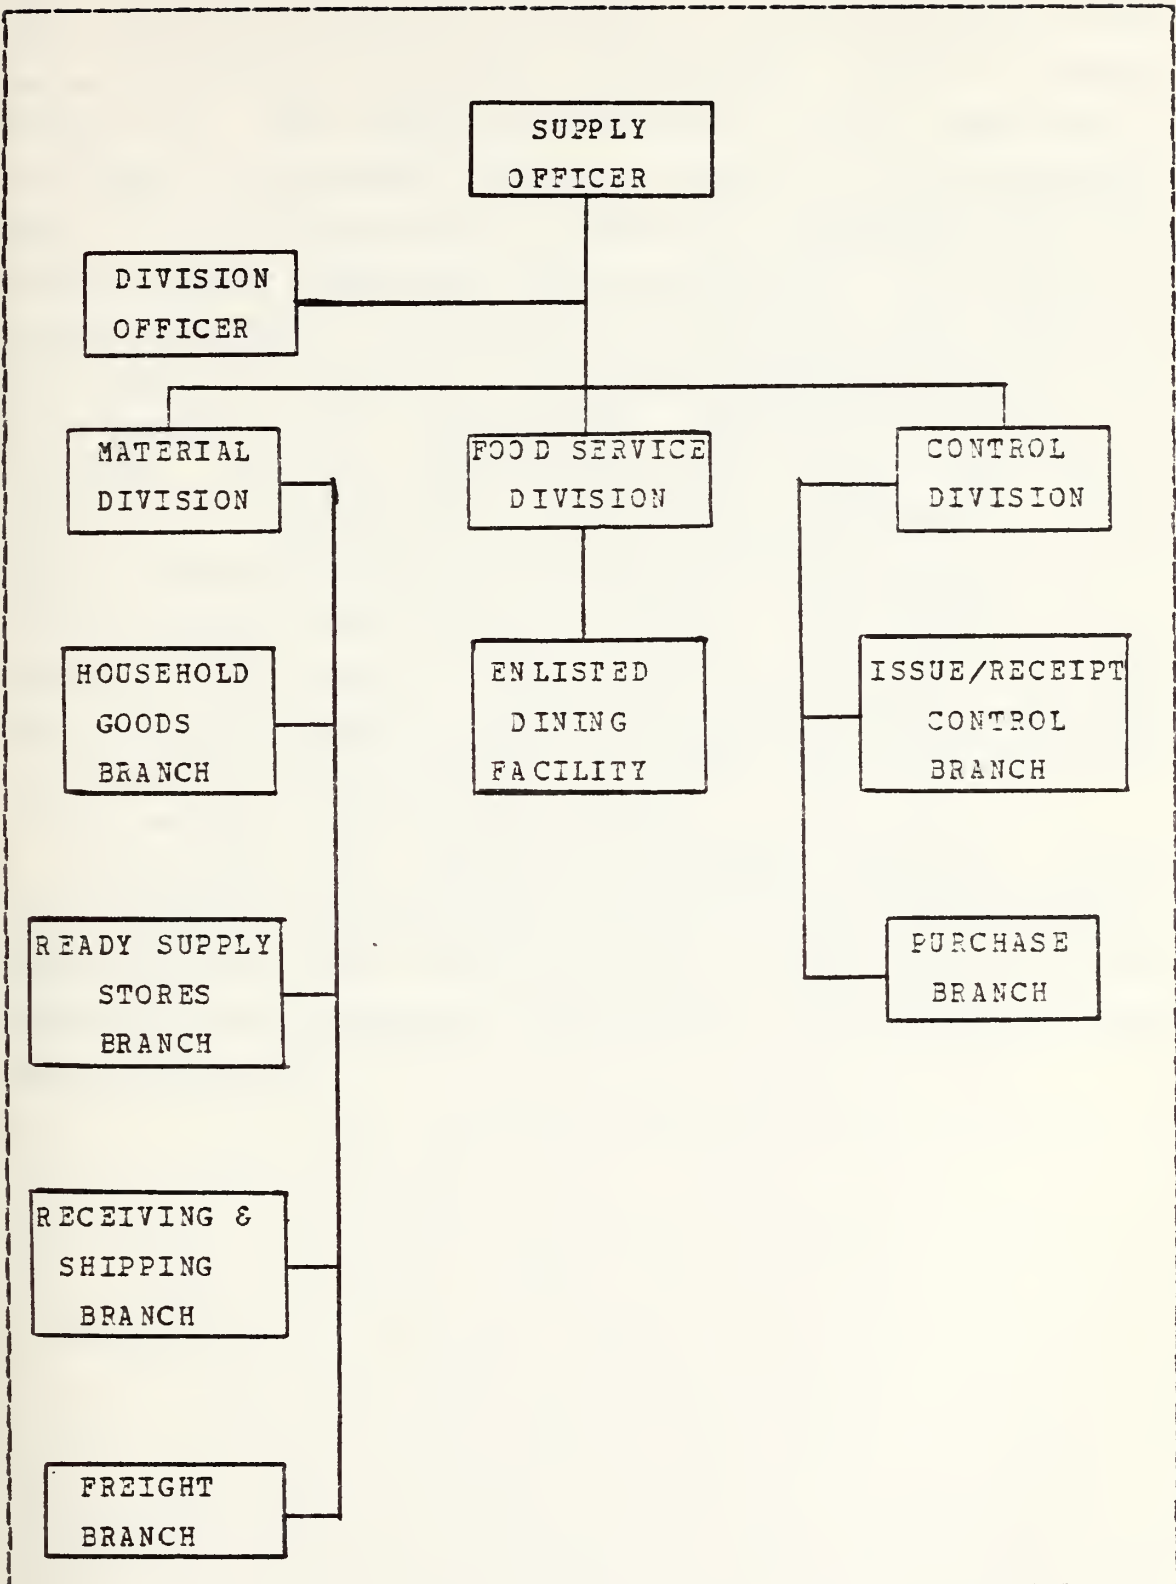 SUPPLY
OFFICER
DIVISION
OFFICER
MATERIAL
DIVISION
FOOD SERVICE
DIVISION
CONTROL
DIVISION
HOUSEHOLD
GOODS
BRANCH
ENLISTED
DINING
FACILITY
ISSUE/RECEIPT
CONTROL
BRANCH
READY SUPPLY
STORES
BRANCH
PURCHASE
BRANCH
RECEIVING &
SHIPPING
BRANCH
FREIGHT
BRANCH